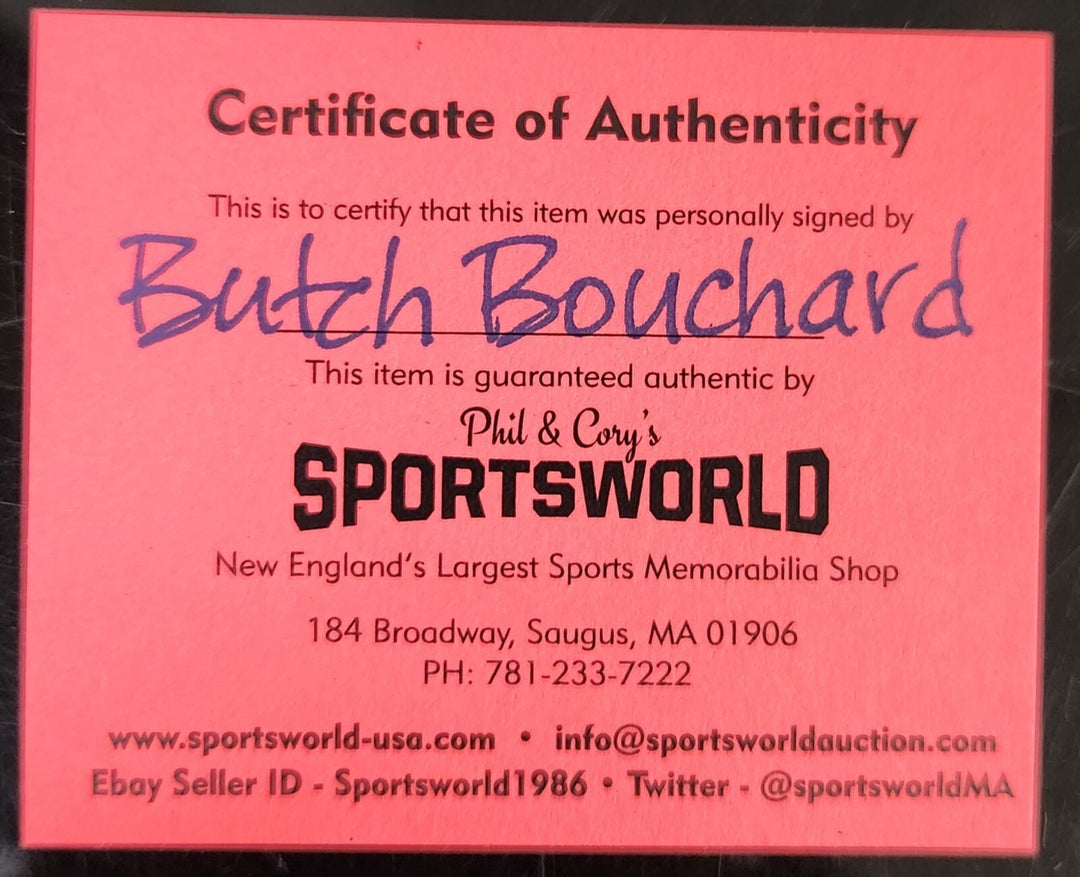 Certificate of Authenticity
This is to certify that this item was personally signed by
Butch Bouchard
This item is guaranteed authentic by
Phil & Cory's
SPORTSWORLD
New England's Largest Sports Memorabilia Shop
184 Broadway, Saugus, MA 01906
PH: 781-233-7222
www.sportsworld-usa.com • info@sportsworldauction.com
Ebay Seller ID - Sportsworld1986 • Twitter - @sportsworldMA